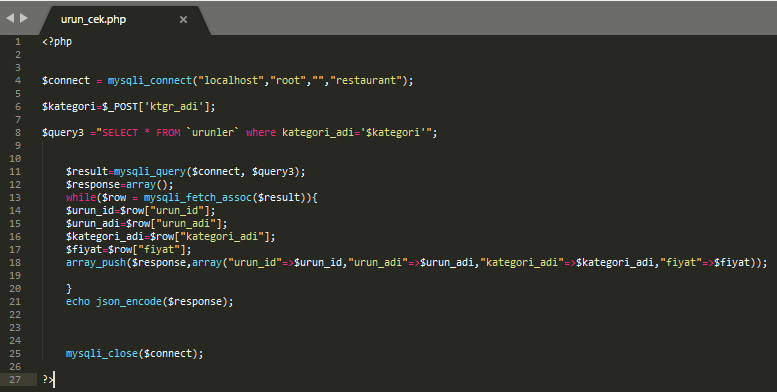 urun_cek.php ×
1 <?php
2
3
4 $connect = mysqli_connect("localhost","root","","restaurant");
5
6 $kategori=$_POST['ktgr_adi'];
7
8 $query3 ="SELECT * FROM `urunler` where kategori_adi='$kategori'";
9
10
11 $result=mysqli_query($connect, $query3);
12 $response=array();
13 while($row = mysqli_fetch_assoc($result)){
14 $urun_id=$row["urun_id"];
15 $urun_adi=$row["urun_adi"];
16 $kategori_adi=$row["kategori_adi"];
17 $fiyat=$row["fiyat"];
18 array_push($response,array("urun_id"=>$urun_id,"urun_adi"=>$urun_adi,"kategori_adi"=>$kategori_adi,"fiyat"=>$fiyat));
19
20 }
21 echo json_encode($response);
22
23
24
25 mysqli_close($connect);
26
27 ?>